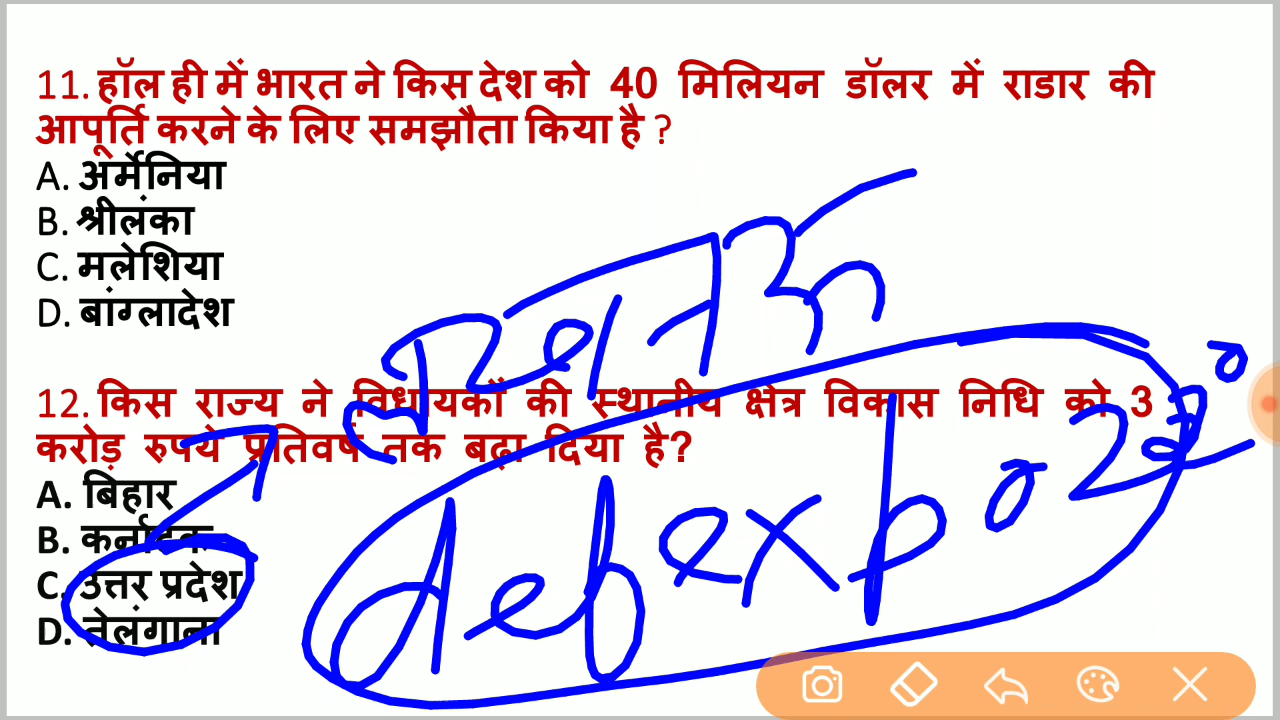 11. हॉल ही में भारत ने किस देश को 40 मिलियन डॉलर में राडार की
आपूर्ति करने के लिए समझौता किया है ?
A. अर्मेनिया
B. श्रीलंका
C. मलेशिया
D. बांग्लादेश
12. किस राज्य ने विधायकों की स्थानीय क्षेत्र विकास निधि को 3
करोड़ रुपये प्रतिवर्ष तक बढ़ा दिया है?
A. बिहार
B. कर्नाटक
C. उत्तर प्रदेश
D. तेलंगाना
defexpo